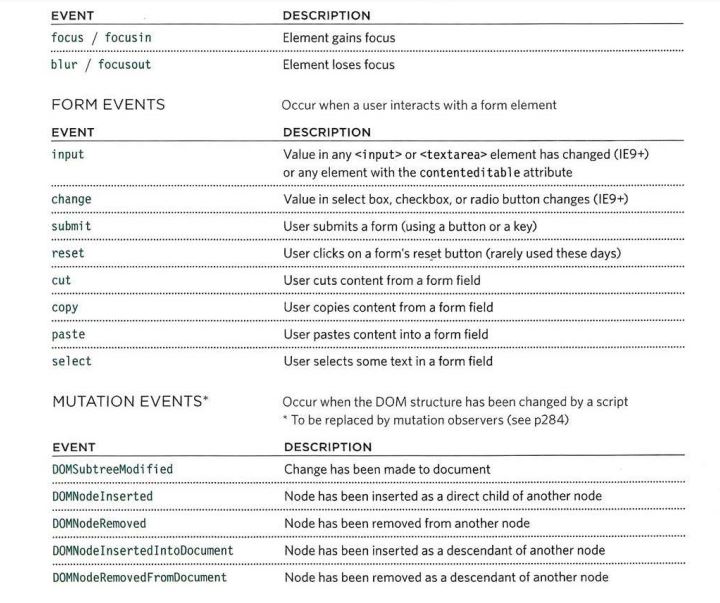 EVENT DESCRIPTION
focus / focusin Element gains focus
blur / focusout Element loses focus
FORM EVENTS Occur when a user interacts with a form element
EVENT DESCRIPTION
input Value in any <input> or <textarea> element has changed (IE9+)
or any element with the contenteditable attribute
change Value in select box, checkbox, or radio button changes (IE9+)
submit User submits a form (using a button or a key)
reset User clicks on a form's reset button (rarely used these days)
cut User cuts content from a form field
copy User copies content from a form field
paste User pastes content into a form field
select User selects some text in a form field
MUTATION EVENTS* Occur when the DOM structure has been changed by a script
* To be replaced by mutation observers (see p284)
EVENT DESCRIPTION
DOMSubtreeModified Change has been made to document
DOMNodeInserted Node has been inserted as a direct child of another node
DOMNodeRemoved Node has been removed from another node
DOMNodeInsertedIntoDocument Node has been inserted as a descendant of another node
DOMNodeRemovedFromDocument Node has been removed as a descendant of another node